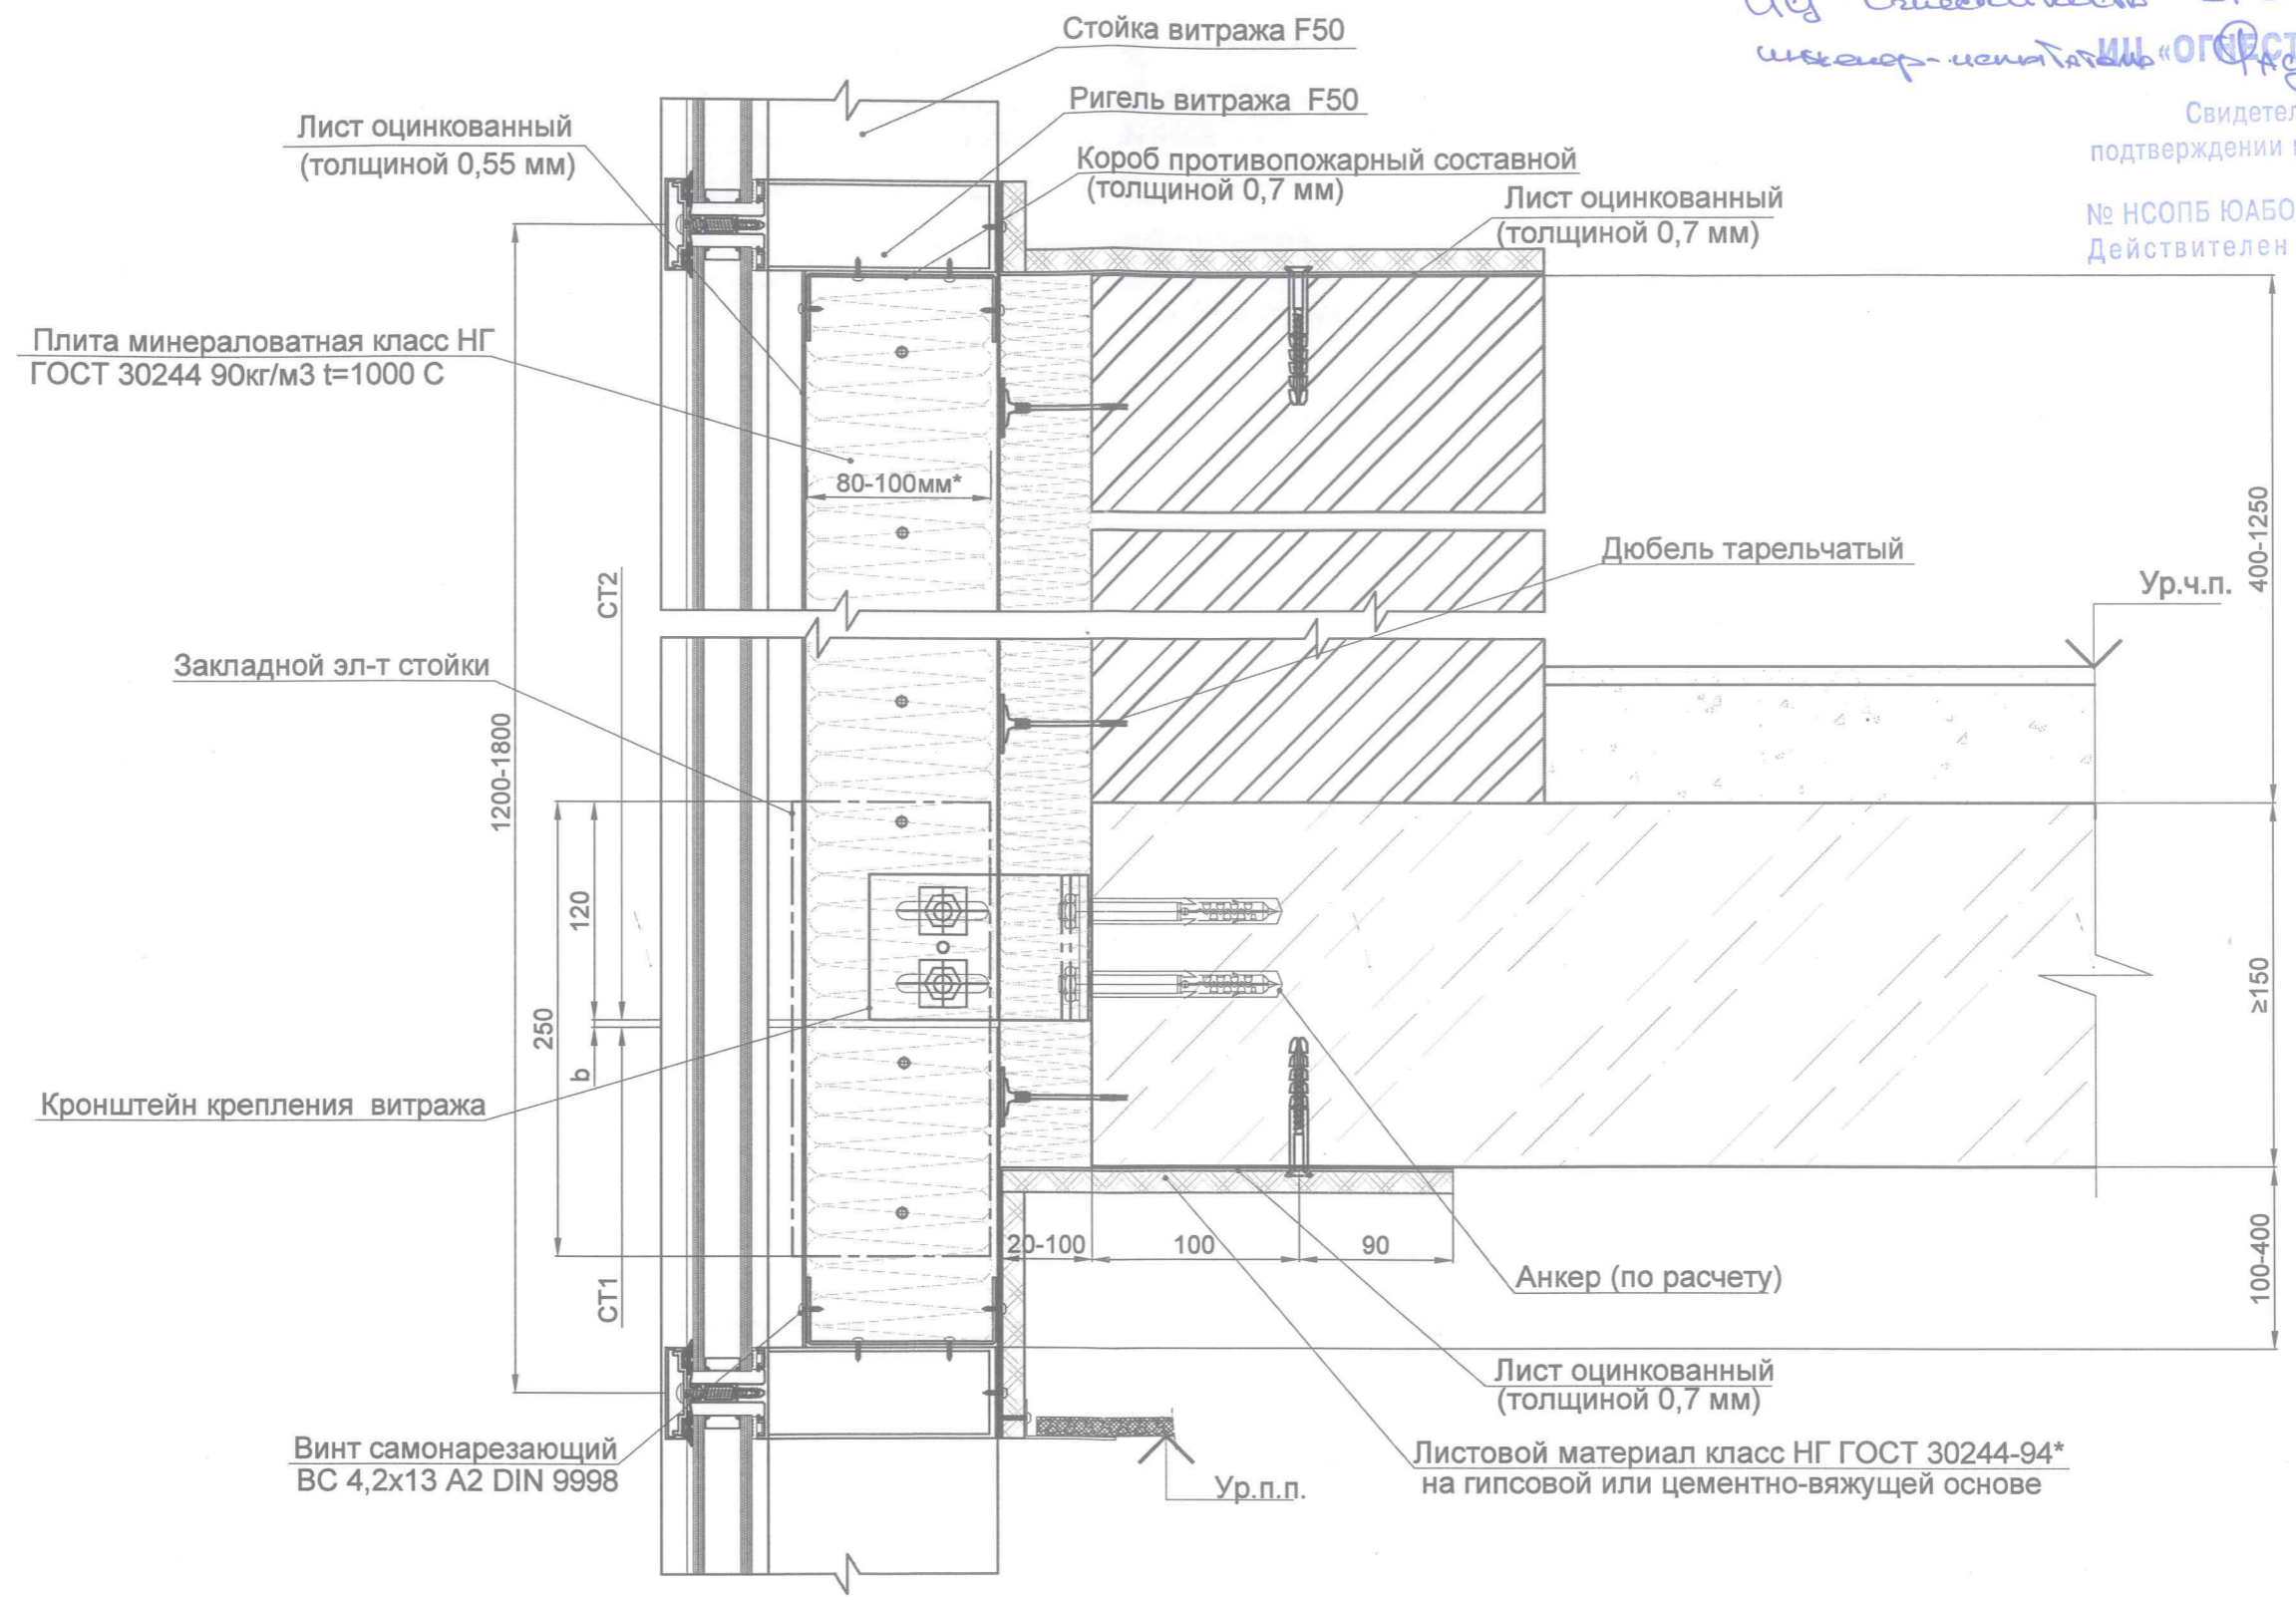 Стойка витража F50
ИЦ «ОГНЕСТ
инженер-испытатель
Ригель витража F50
Лист оцинкованный
(толщиной 0,55 мм)
Свидетел
подтверждении
Короб противопожарный составной
(толщиной 0,7 мм)
Лист оцинкованный
(толщиной 0,7 мм)
№ НСОПБ ЮАБО
Действителен
Плита минераловатная класс НГ
ГОСТ 30244 90кг/м3 t=1000 С
80-100мм*
400-1250
Дюбель тарельчатый
Ур.ч.п.
СТ2
Закладной эл-т стойки
1200-1800
120
250
≥150
b
Кронштейн крепления витража
20-100
100
90
100-400
Анкер (по расчету)
СТ1
Лист оцинкованный
(толщиной 0,7 мм)
Винт самонарезающий
ВС 4,2х13 А2 DIN 9998
Листовой материал класс НГ ГОСТ 30244-94*
на гипсовой или цементно-вяжущей основе
Ур.п.п.